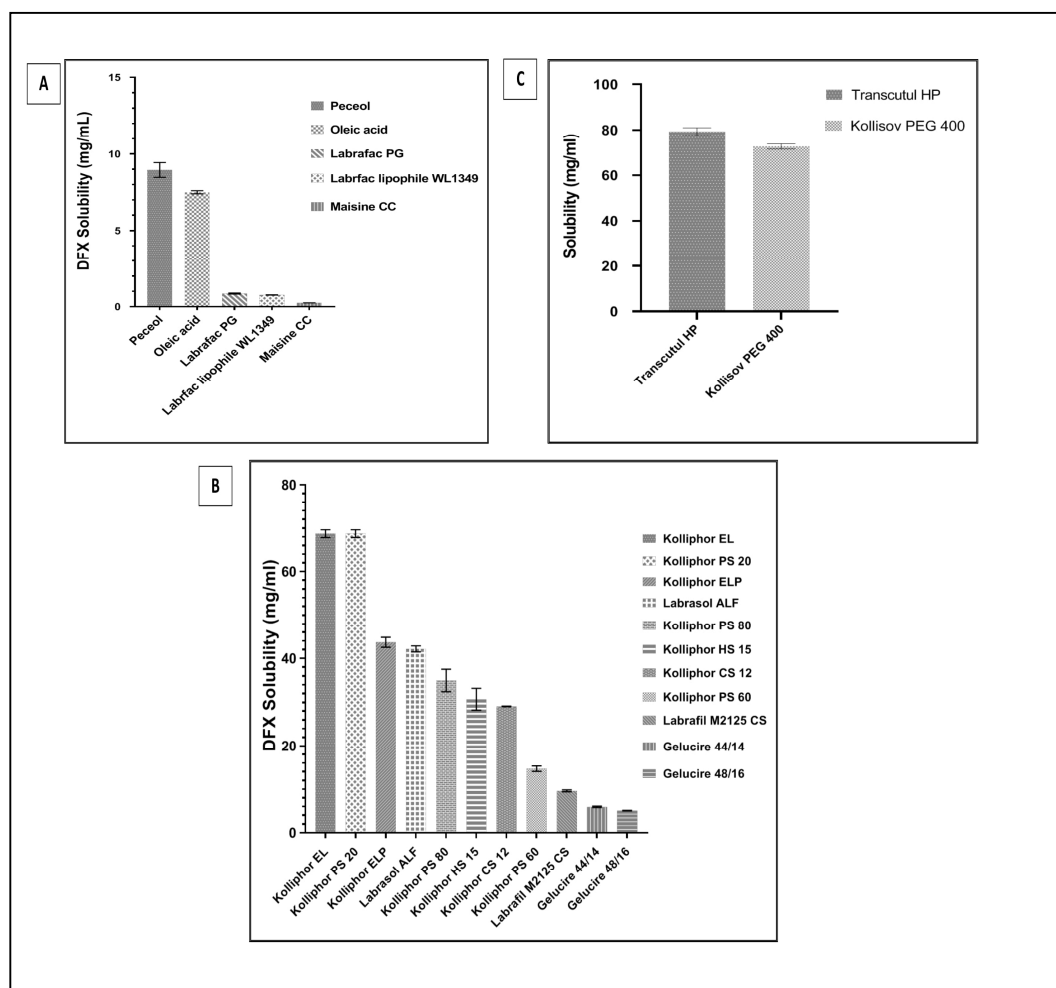 A
DFX Solubility (mg/mL)
15
10
5
0
Peceol
Oleic acid
Labrafac PG
Labrfac lipophile WL1349
Maisine CC
Peceol
Oleic acid
Labrafac PG
Labrfac lipophile WL1349
Maisine CC
C
Solubility (mg/ml)
100
80
60
40
20
0
Transcutul HP
Kollisov PEG 400
Transcutul HP
Kollisov PEG 400
B
DFX Solubility (mg/ml)
80
60
40
20
0
Kolliphor EL
Kolliphor PS 20
Kolliphor ELP
Labrasol ALF
Kolliphor PS 80
Kolliphor HS 15
Kolliphor CS 12
Kolliphor PS 60
Labrafil M2125 CS
Gelucire 44/14
Gelucire 48/16
Kolliphor EL
Kolliphor PS 20
Kolliphor ELP
Labrasol ALF
Kolliphor PS 80
Kolliphor HS 15
Kolliphor CS 12
Kolliphor PS 60
Labrafil M2125 CS
Gelucire 44/14
Gelucire 48/16